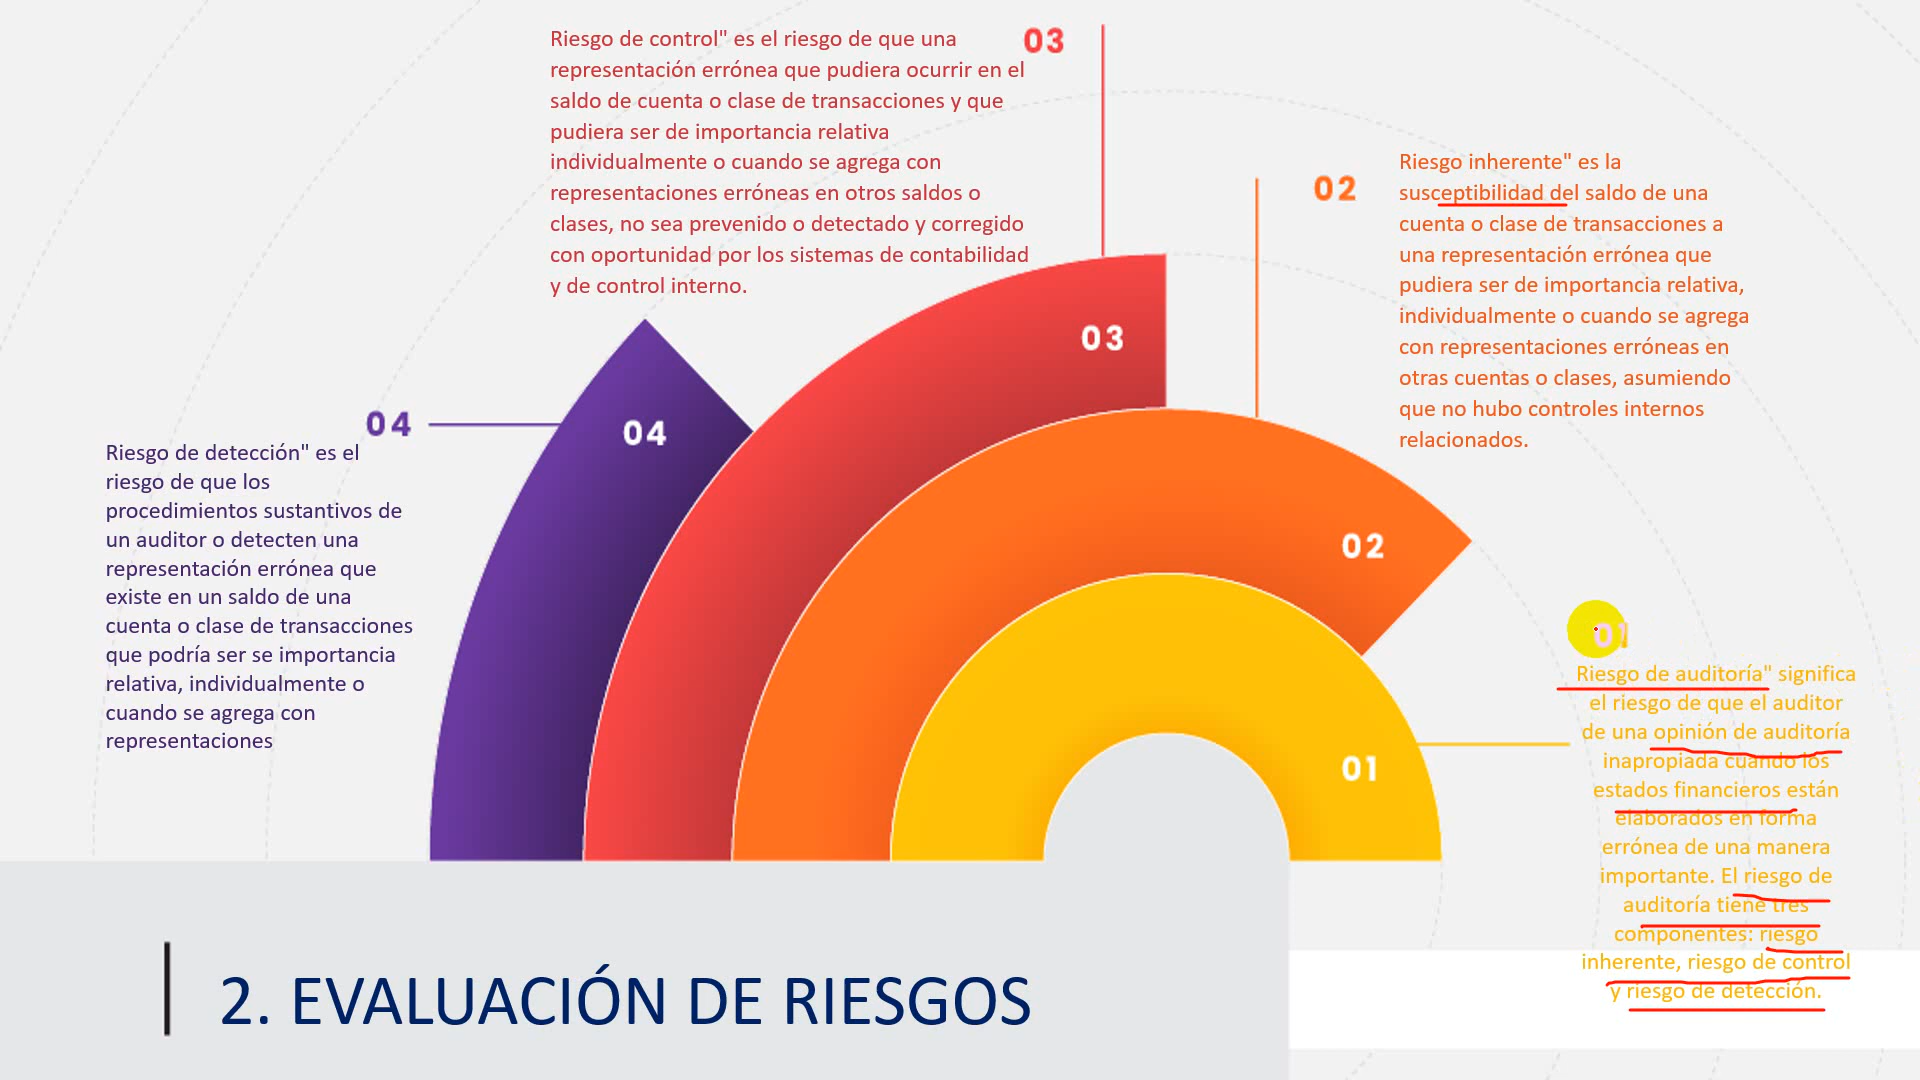 Riesgo de control" es el riesgo de que una
representación errónea que pudiera ocurrir en el
saldo de cuenta o clase de transacciones y que
pudiera ser de importancia relativa
individualmente o cuando se agrega con
representaciones erróneas en otros saldos o
clases, no sea prevenido o detectado y corregido
con oportunidad por los sistemas de contabilidad
y de control interno.
03
02
Riesgo inherente" es la
susceptibilidad del saldo de una
cuenta o clase de transacciones a
una representación errónea que
pudiera ser de importancia relativa,
individualmente o cuando se agrega
con representaciones erróneas en
otras cuentas o clases, asumiendo
que no hubo controles internos
relacionados.
03
04
04
Riesgo de detección" es el
riesgo de que los
procedimientos sustantivos de
un auditor o detecten una
representación errónea que
existe en un saldo de una
cuenta o clase de transacciones
que podría ser se importancia
relativa, individualmente o
cuando se agrega con
representaciones
02
01
01
Riesgo de auditoría" significa
el riesgo de que el auditor
de una opinión de auditoría
inapropiada cuando los
estados financieros están
elaborados en forma
errónea de una manera
importante. El riesgo de
auditoría tiene tres
componentes: riesgo
inherente, riesgo de control
y riesgo de detección.
2. EVALUACIÓN DE RIESGOS